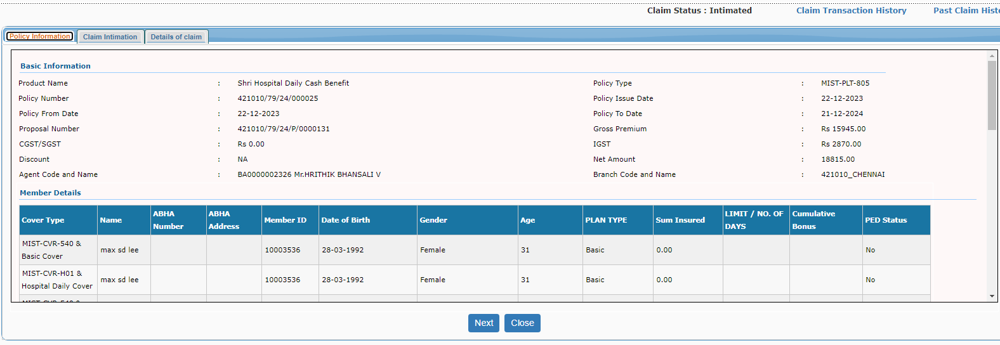 Claim Status : Intimated Claim Transaction History Past Claim
Policy Information Claim Intimation Details of claim
Basic Information
Product Name : Shri Hospital Daily Cash Benefit Policy Type : MIST-PLT-805
Policy Number : 421010/79/24/000025 Policy Issue Date : 22-12-2023
Policy From Date : 22-12-2023 Policy To Date : 21-12-2024
Proposal Number : 421010/79/24/P/0000131 Gross Premium : Rs 15945.00
CGST/SGST : Rs 0.00 IGST : Rs 2870.00
Discount : NA Net Amount : 18815.00
Agent Code and Name : BA0000002326 Mr.HRITHIK BHANSALI V Branch Code and Name : 421010_CHENNAI
Member Details
Cover Type Name ABHA Number ABHA Address Member ID Date of Birth Gender Age PLAN TYPE Sum Insured LIMIT / NO. OF DAYS Cumulative Bonus PED Status
MIST-CVR-540 & Basic Cover max sd lee 10003536 28-03-1992 Female 31 Basic 0.00 No
MIST-CVR-H01 & Hospital Daily Cover max sd lee 10003536 28-03-1992 Female 31 Basic 0.00 No
Next Close